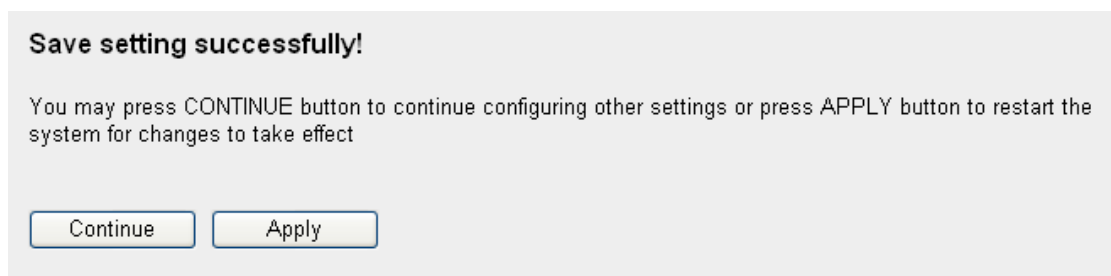 Save setting successfully!
You may press CONTINUE button to continue configuring other settings or press APPLY button to restart the
system for changes to take effect
Continue
Apply